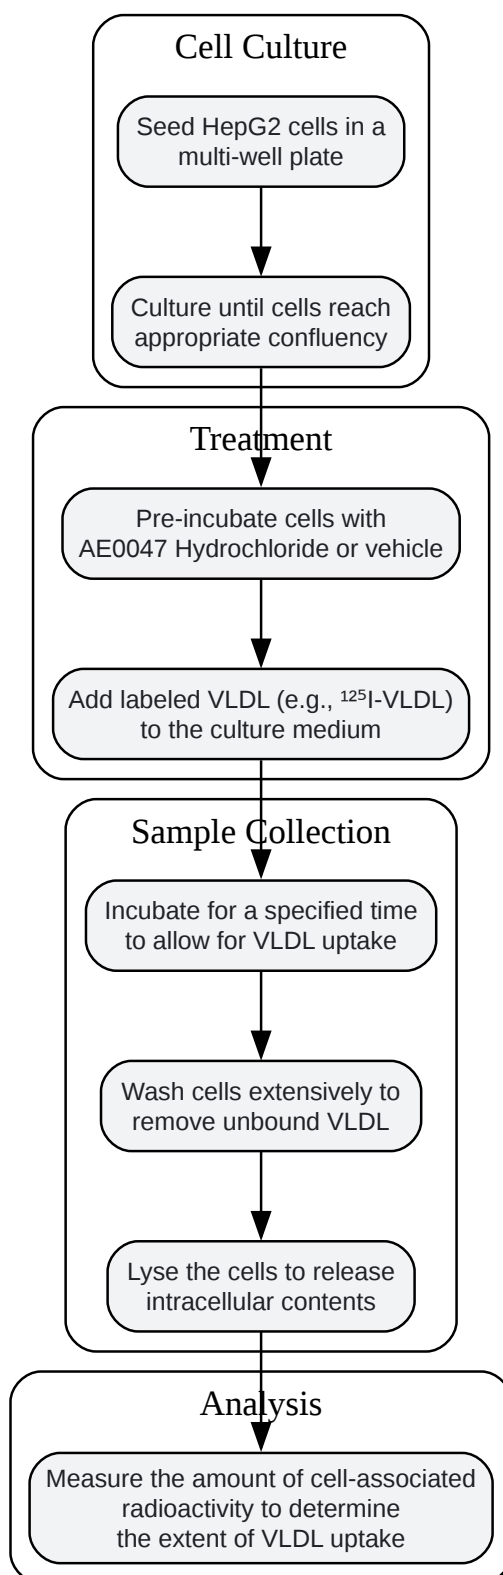 Cell Culture
Seed HepG2 cells in a
multi-well plate
Culture until cells reach
appropriate confluency
Treatment
Pre-incubate cells with
AE0047 Hydrochloride or vehicle
Add labeled VLDL (e.g., ¹²⁵I-VLDL)
to the culture medium
Sample Collection
Incubate for a specified time
to allow for VLDL uptake
Wash cells extensively to
remove unbound VLDL
Lyse the cells to release
intracellular contents
Analysis
Measure the amount of cell-associated
radioactivity to determine
the extent of VLDL uptake